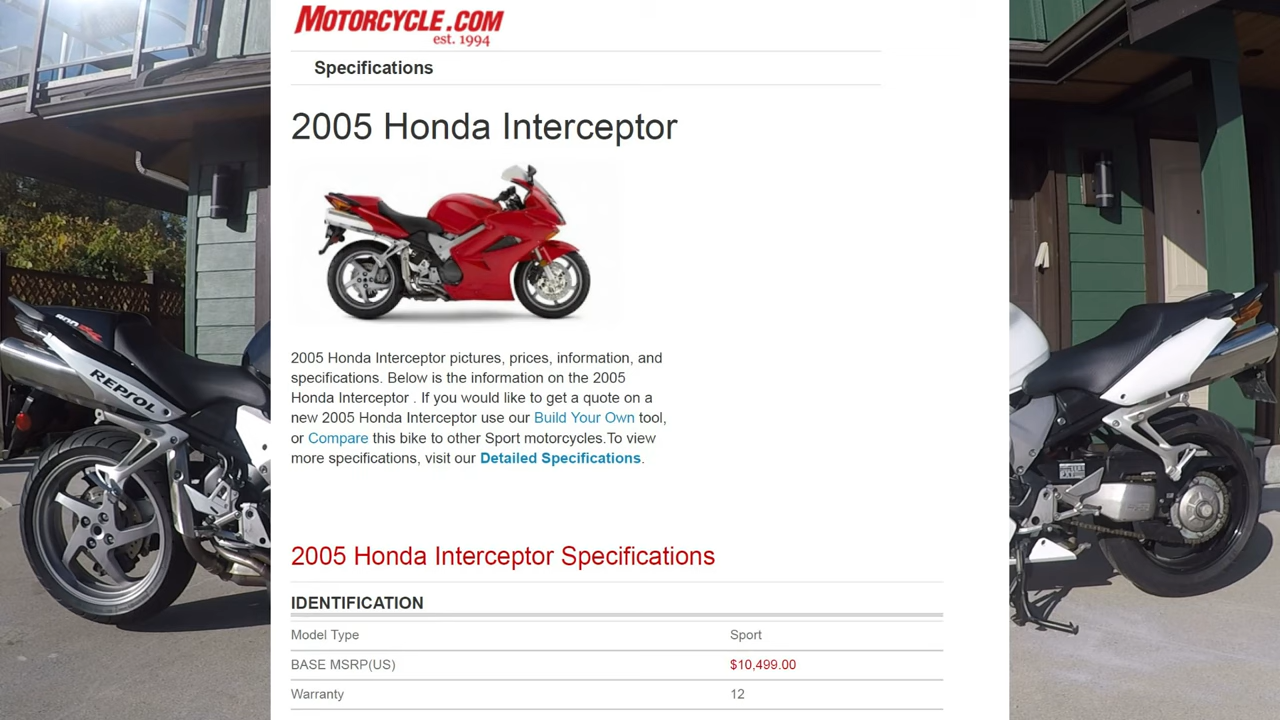 MOTORCYCLE.COM
est. 1994
Specifications
2005 Honda Interceptor
2005 Honda Interceptor pictures, prices, information, and
specifications. Below is the information on the 2005
Honda Interceptor . If you would like to get a quote on a
new 2005 Honda Interceptor use our Build Your Own tool,
or Compare this bike to other Sport motorcycles.To view
more specifications, visit our Detailed Specifications.
2005 Honda Interceptor Specifications
IDENTIFICATION
Model Type Sport
BASE MSRP(US) $10,499.00
Warranty 12
REPSOL